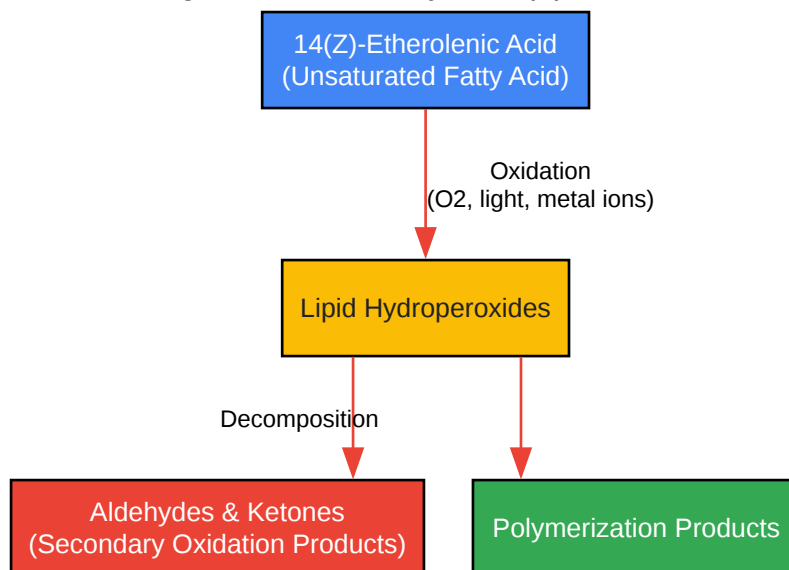 14(Z)-Etherolenic Acid
(Unsaturated Fatty Acid)
Oxidation
(O2, light, metal ions)
Lipid Hydroperoxides
Decomposition
Aldehydes & Ketones
(Secondary Oxidation Products)
Polymerization Products